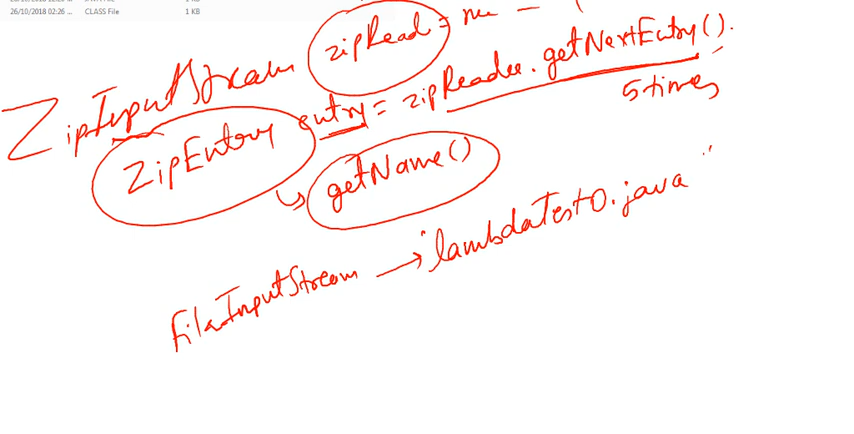 26/10/2018 02:26 ... CLASS File 1 KB
ZipInputStream zipRead = ne
ZipEntry entry = zipReader.getNextEntry().
5 times
getName()
FileInputStream → "lambdaTest0.java"